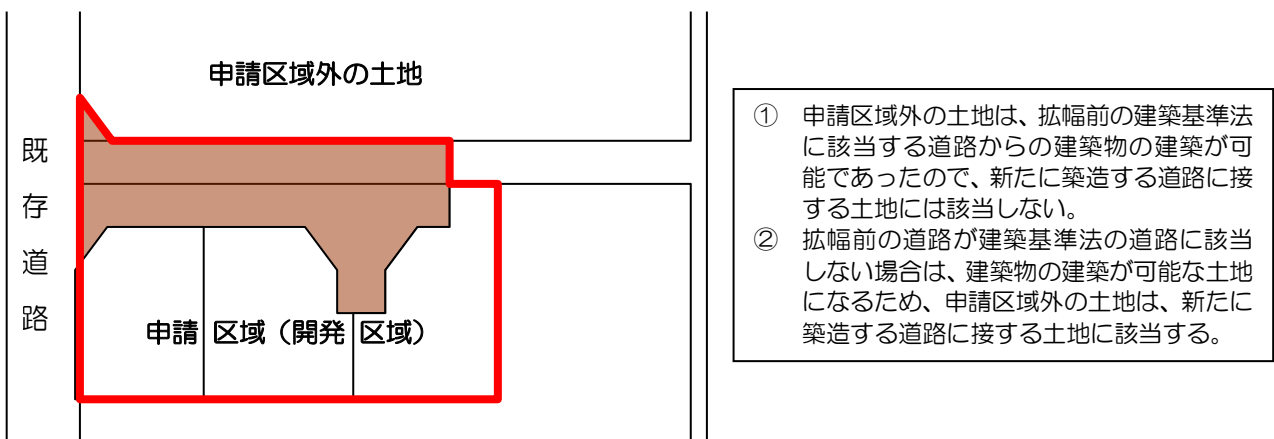 申請区域外の土地
既存道路
申請区域（開発区域）
① 申請区域外の土地は、拡幅前の建築基準法
に該当する道路からの建築物の建築が可
能であったので、新たに築造する道路に接
する土地には該当しない。
② 拡幅前の道路が建築基準法の道路に該当
しない場合は、建築物の建築が可能な土地
になるため、申請区域外の土地は、新たに
築造する道路に接する土地に該当する。